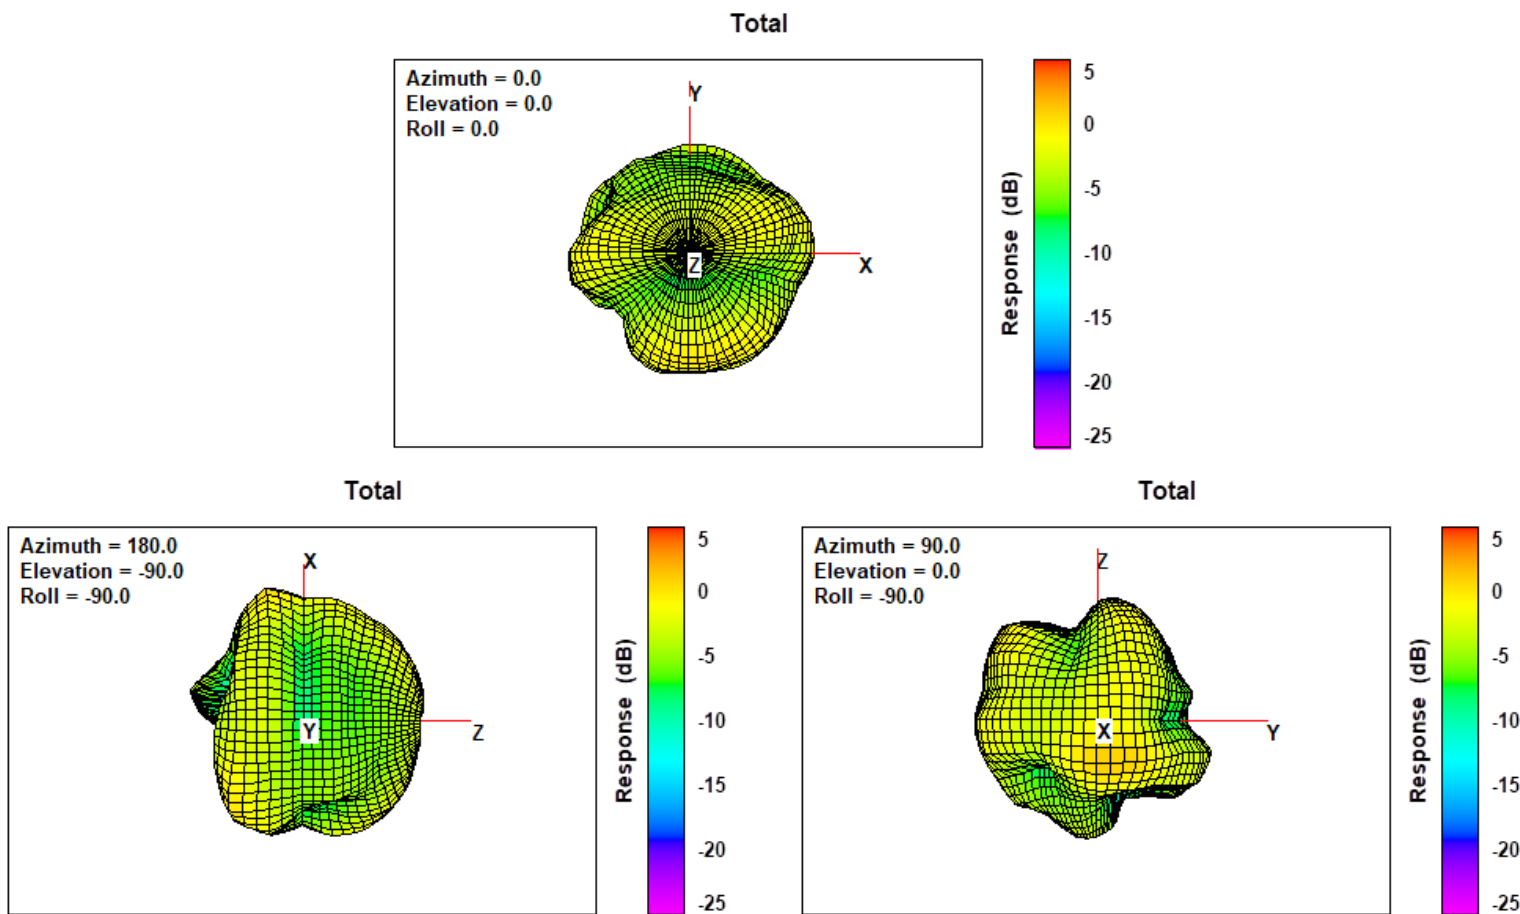 Total
Azimuth = 0.0
Elevation = 0.0
Roll = 0.0
Y
X
Z
Response (dB)
5
0
-5
-10
-15
-20
-25
Total
Azimuth = 180.0
Elevation = -90.0
Roll = -90.0
X
Y
Z
Response (dB)
5
0
-5
-10
-15
-20
-25
Total
Azimuth = 90.0
Elevation = 0.0
Roll = -90.0
Z
X
Y
Response (dB)
5
0
-5
-10
-15
-20
-25